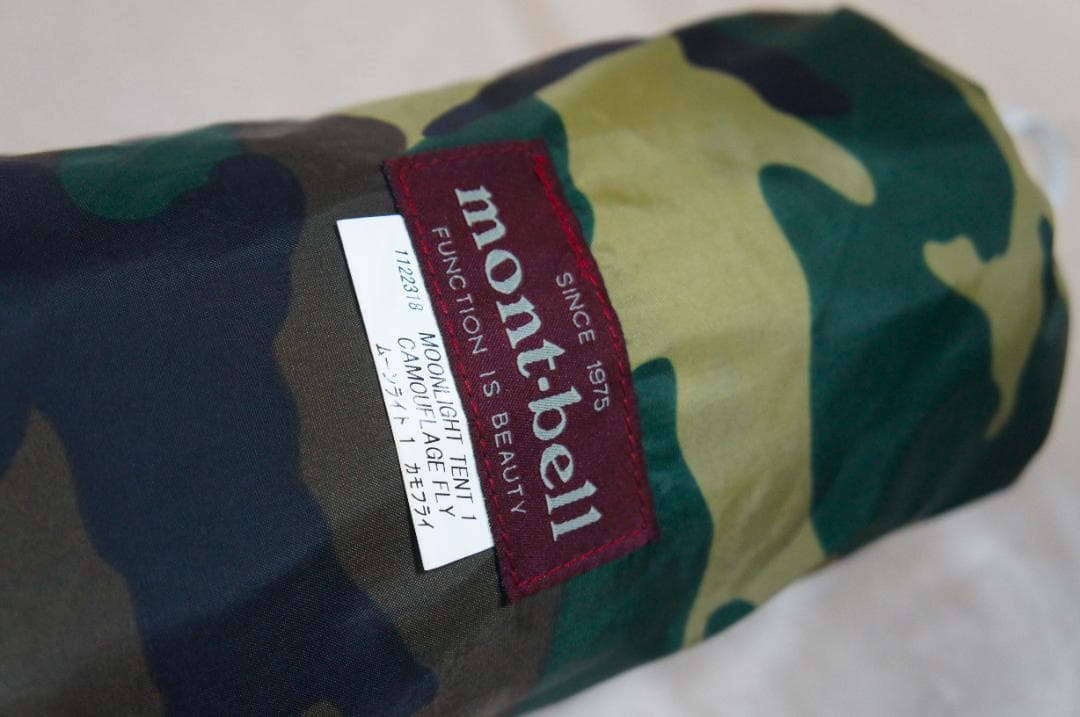 SINCE 1975
mont·bell
FUNCTION IS BEAUTY
1122318 MOONLIGHT TENT 1
CAMOUFLAGE FLY
ムーンライト 1 カモフライ